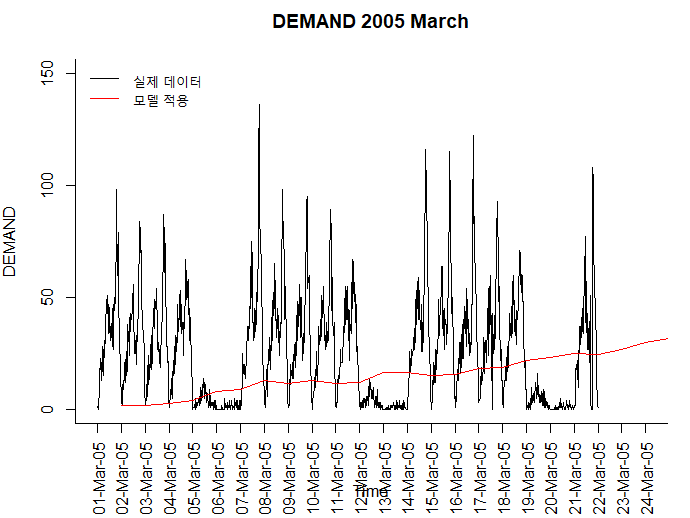 DEMAND 2005 March
150
100
50
0
DEMAND
실제 데이터
모델 적용
01-Mar-05
02-Mar-05
03-Mar-05
04-Mar-05
05-Mar-05
06-Mar-05
07-Mar-05
08-Mar-05
09-Mar-05
10-Mar-05
11-Mar-05
12-Mar-05
13-Mar-05
14-Mar-05
15-Mar-05
16-Mar-05
17-Mar-05
18-Mar-05
19-Mar-05
20-Mar-05
21-Mar-05
22-Mar-05
23-Mar-05
24-Mar-05
Time